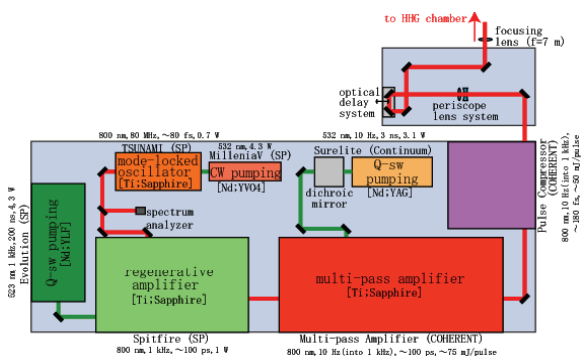 to HHG chamber
focusing
lens (f=7 m)
optical
delay
system
periscope
lens system
800 nm, 80 MHz, ~80 fs, 0.7 W
TSUNAMI (SP)
mode-locked
oscillator
[Ti;Sapphire]
532 nm, 4.3 W
MilleniaV (SP)
CW pumping
[Nd;YVO4]
532 nm, 10 Hz, 3 ns, 3.1 W
Surelite (Continuum)
Q-sw pumping
[Nd;YAG]
dichroic
mirror
spectrum
analyzer
623 nm, 1 kHz, 200 ns, 4.3 W
Evolution (SP)
Q-sw pumping
[Nd;YLF]
regenerative
amplifier
[Ti;Sapphire]
Spitfire (SP)
800 nm, 1 kHz, ~100 ps, 1 W
multi-pass amplifier
[Ti;Sapphire]
Multi-pass Amplifier (COHERENT)
800 nm, 10 Hz(into 1 kHz), ~100 ps, ~75 mJ/pulse
Pulse Compressor
(COHERENT)
800 nm, 10 Hz(into 1 kHz),
~180 fs, ~50 mJ/pulse